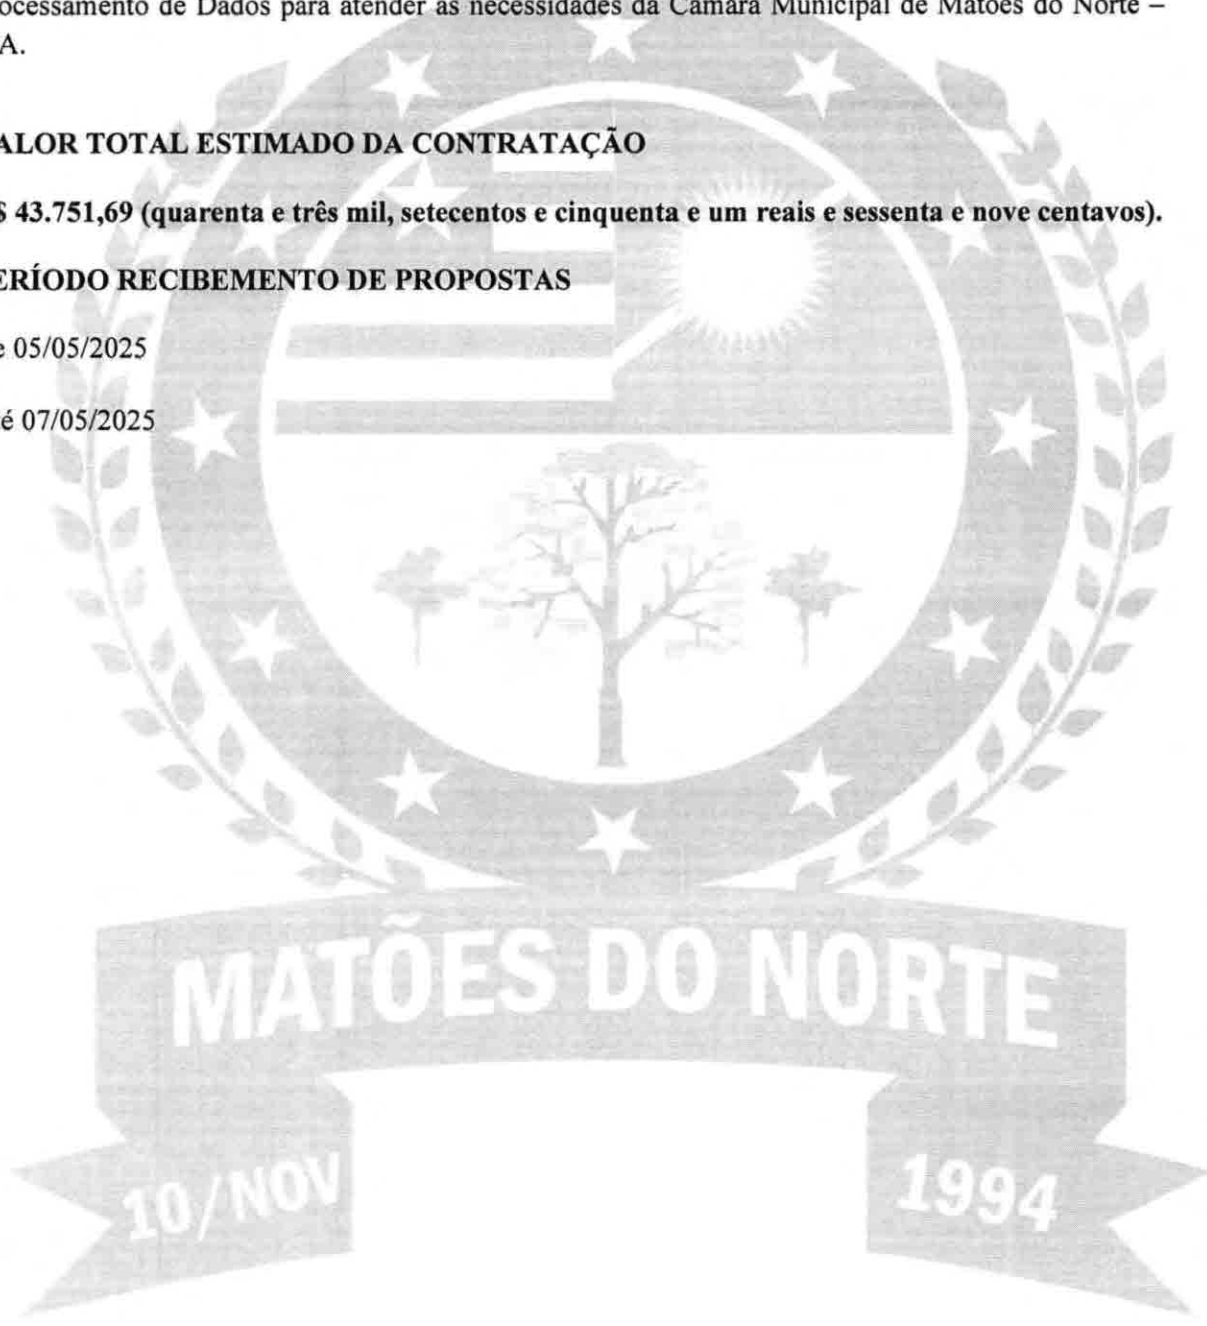 ocessamento de Dados para atender as necessidades da Câmara Municipal de Matões do Norte –
A.
ALOR TOTAL ESTIMADO DA CONTRATAÇÃO
$ 43.751,69 (quarenta e três mil, setecentos e cinquenta e um reais e sessenta e nove centavos).
ERÍODO RECIBEMENTO DE PROPOSTAS
e 05/05/2025
é 07/05/2025
MATÕES DO NORTE
10/NOV
1994